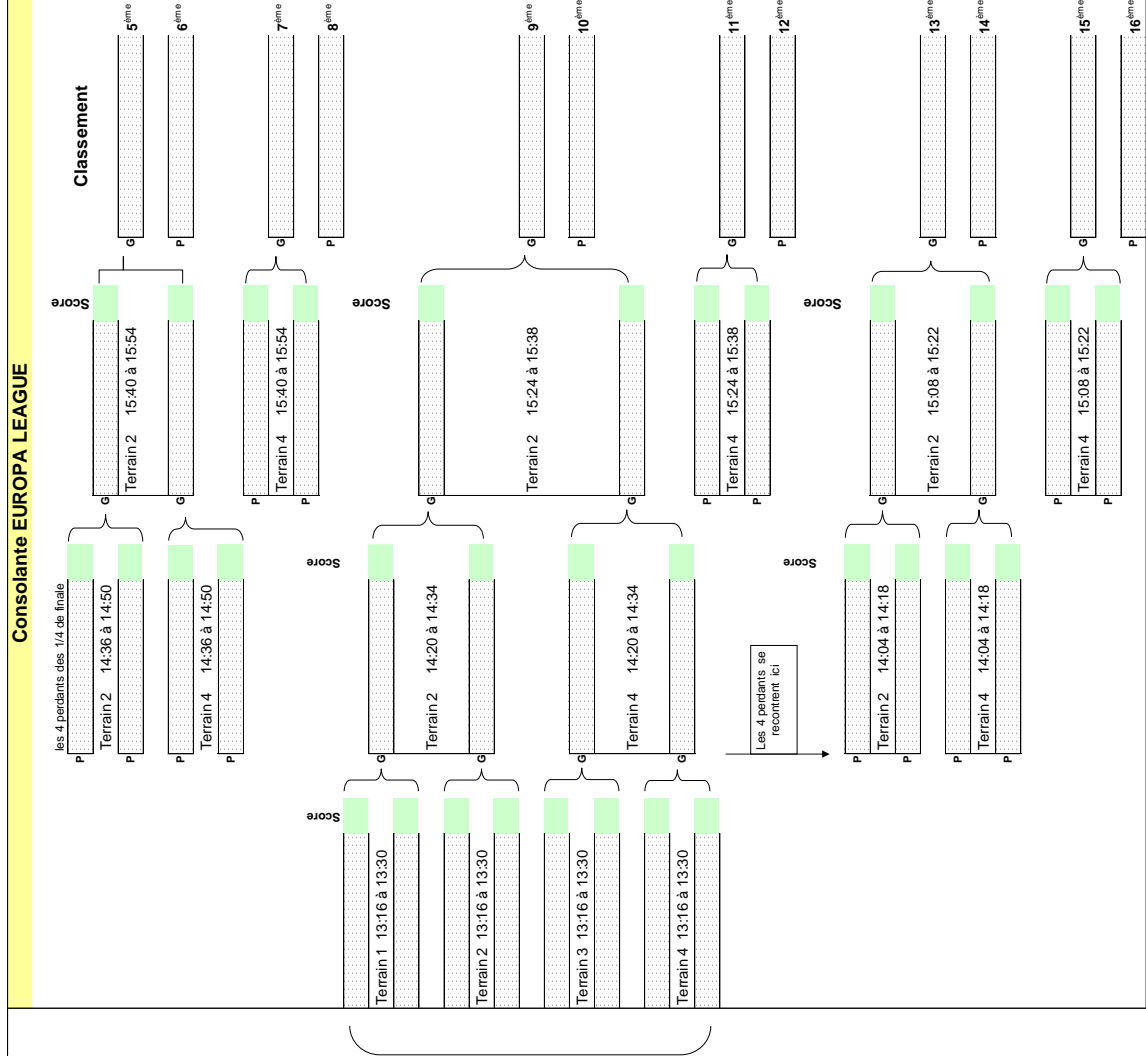 Consolante EUROPA LEAGUE
Classement
les 4 perdants des 1/4 de finale
Score
P
Terrain 2 14:36 à 14:50
P
G
Terrain 2 15:40 à 15:54
G
G 5ème
P 6ème
P
Terrain 4 14:36 à 14:50
P
P
Terrain 4 15:40 à 15:54
P
G 7ème
P 8ème
Score
Score
Score
Terrain 1 13:16 à 13:30
G
Terrain 2 14:20 à 14:34
G
Terrain 2 13:16 à 13:30
G
Terrain 2 15:24 à 15:38
G
G 9ème
P 10ème
Terrain 3 13:16 à 13:30
G
Terrain 4 14:20 à 14:34
G
Terrain 4 13:16 à 13:30
P
Terrain 4 15:24 à 15:38
P
G 11ème
P 12ème
Les 4 perdants se
recontrent ici
Score
Score
P
Terrain 2 14:04 à 14:18
P
G
Terrain 2 15:08 à 15:22
G
G 13ème
P 14ème
P
Terrain 4 14:04 à 14:18
P
P
Terrain 4 15:08 à 15:22
P
G 15ème
P 16ème